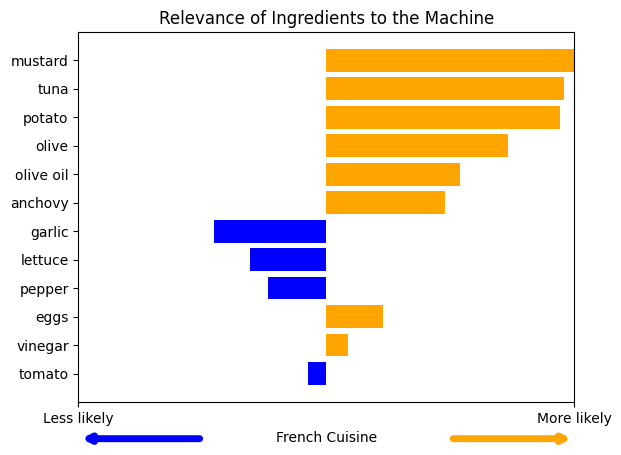 Relevance of Ingredients to the Machine
mustard
tuna
potato
olive
olive oil
anchovy
garlic
lettuce
pepper
eggs
vinegar
tomato
Less likely
More likely
French Cuisine